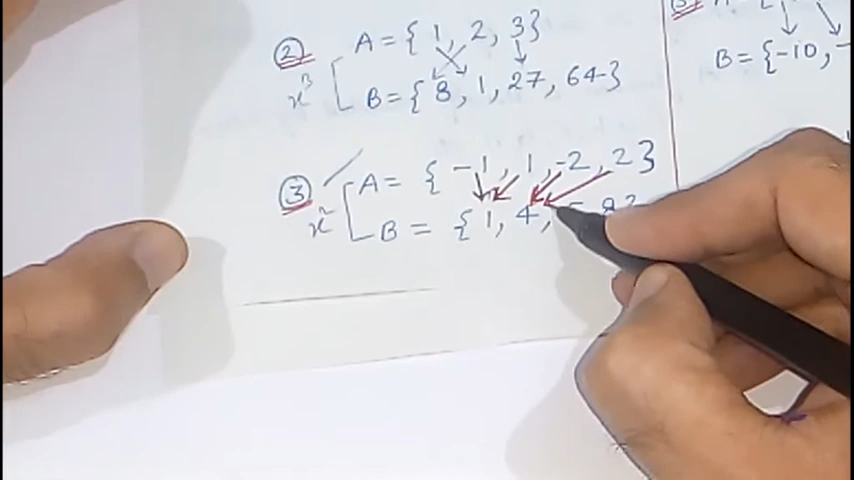 ② A = { 1, 2, 3}
x³
B = { 8, 1, 27, 64}
B = {-10, -
③ A = { -1, 1, -2, 2}
x²
B = { 1, 4,